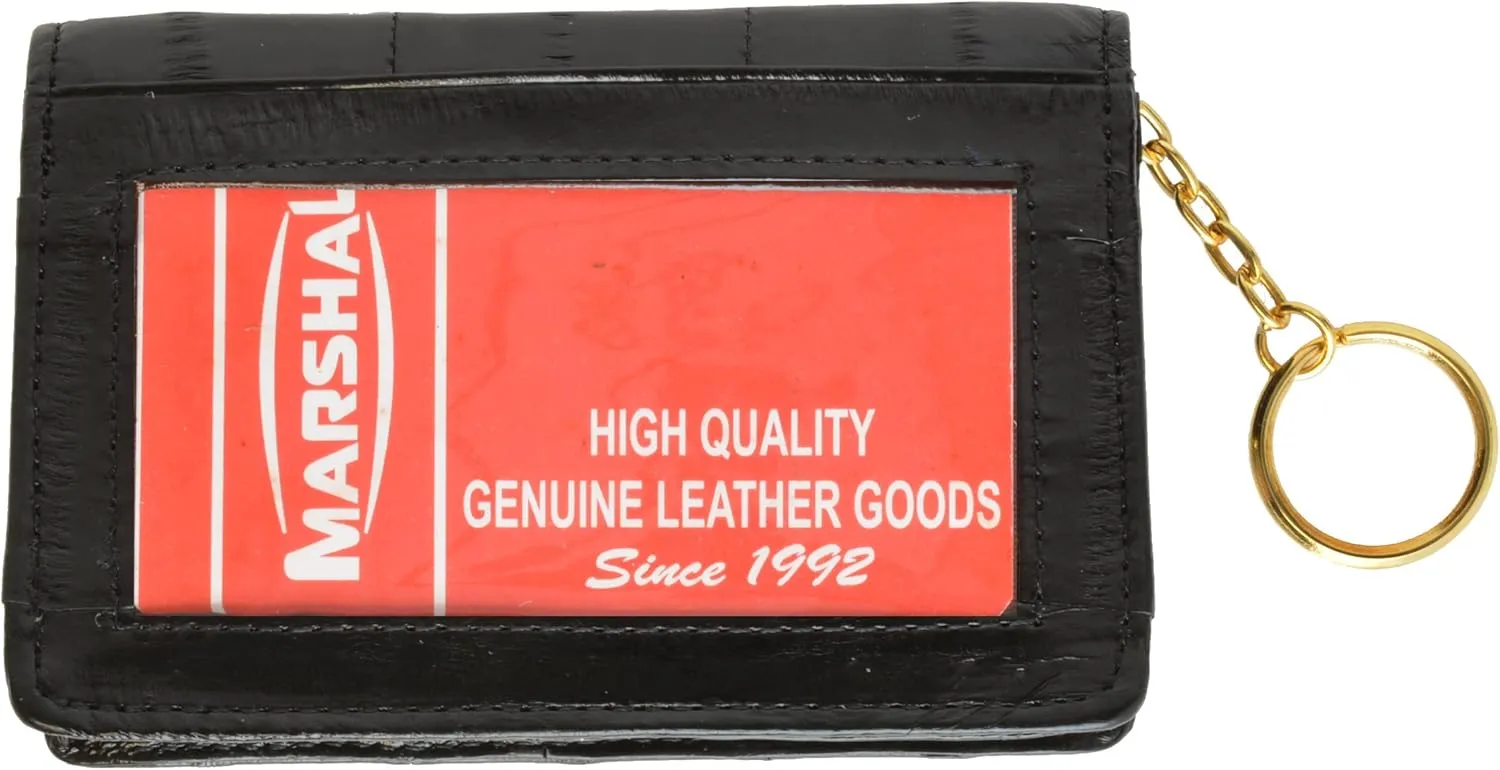 MARSHAL
HIGH QUALITY
GENUINE LEATHER GOODS
Since 1992